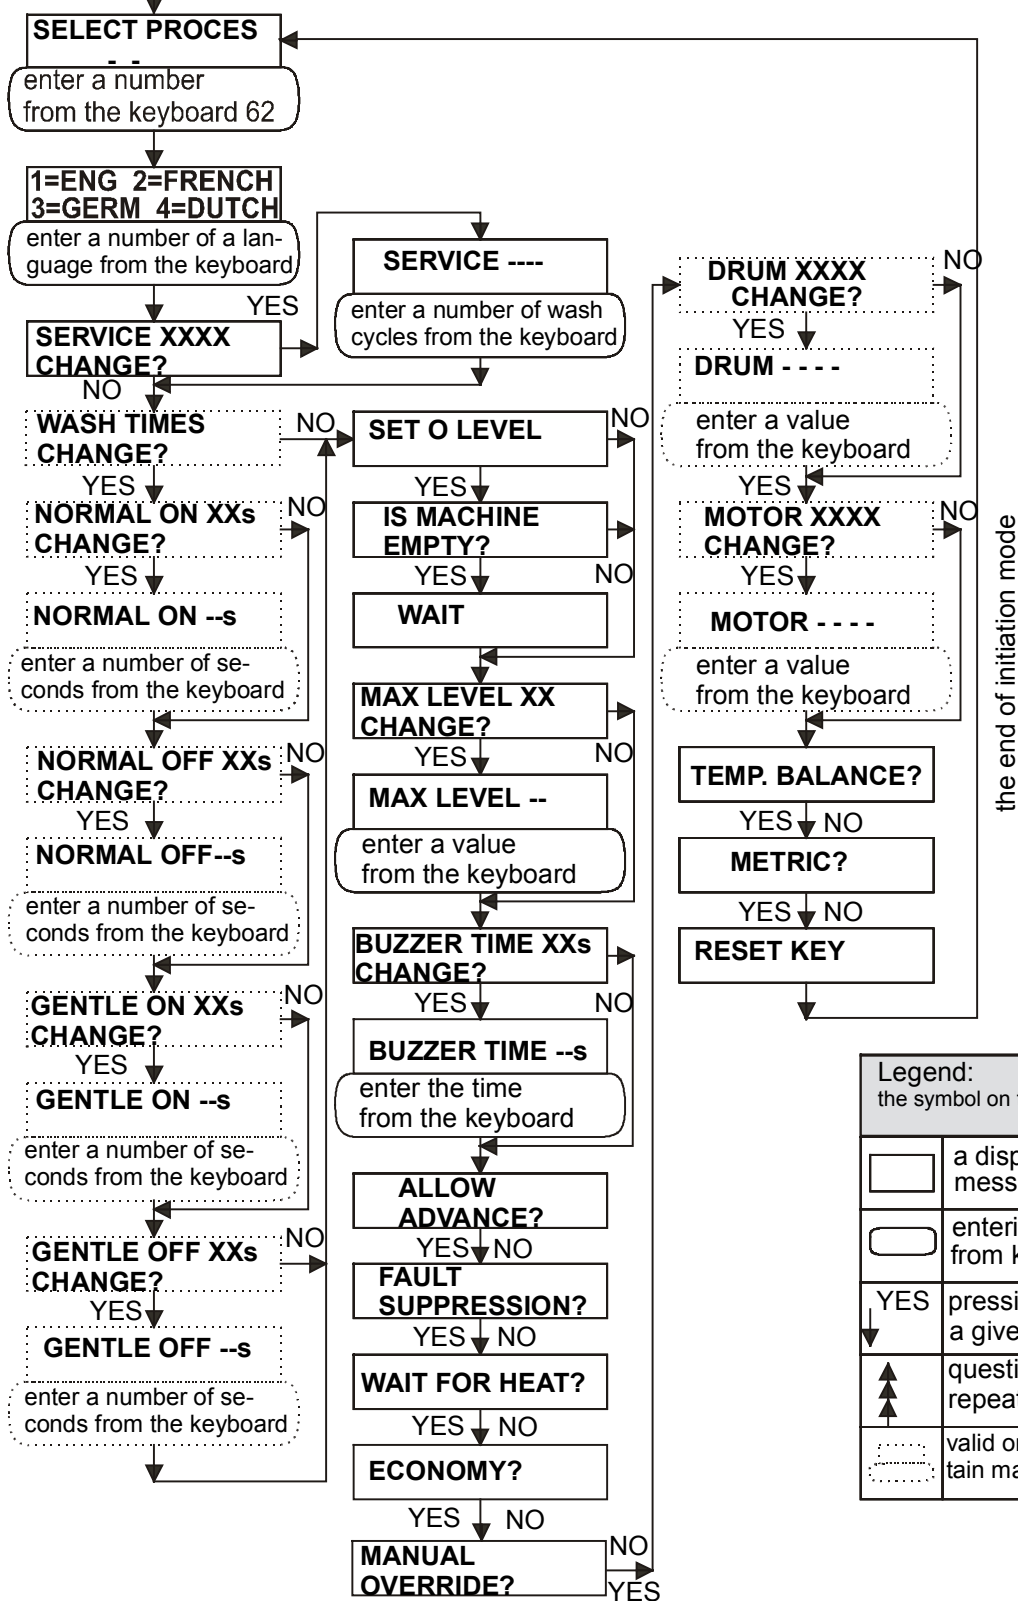 SELECT PROCES
- -
enter a number
from the keyboard 62
1=ENG 2=FRENCH
3=GERM 4=DUTCH
enter a number of a lan-
guage from the keyboard
YES
SERVICE XXXX
CHANGE?
NO
SERVICE ----
enter a number of wash
cycles from the keyboard
WASH TIMES
CHANGE?
NO
YES
NORMAL ON XXs
CHANGE?
NO
YES
NORMAL ON --s
enter a number of se-
conds from the keyboard
NORMAL OFF XXs
CHANGE?
NO
YES
NORMAL OFF--s
enter a number of se-
conds from the keyboard
GENTLE ON XXs
CHANGE?
NO
YES
GENTLE ON --s
enter a number of se-
conds from the keyboard
GENTLE OFF XXs
CHANGE?
NO
YES
GENTLE OFF --s
enter a number of se-
conds from the keyboard
SET O LEVEL
NO
YES
IS MACHINE
EMPTY?
YES
NO
WAIT
MAX LEVEL XX
CHANGE?
YES
NO
MAX LEVEL --
enter a value
from the keyboard
BUZZER TIME XXs
CHANGE?
YES
NO
BUZZER TIME --s
enter the time
from the keyboard
ALLOW
ADVANCE?
YES NO
FAULT
SUPPRESSION?
YES NO
WAIT FOR HEAT?
YES NO
ECONOMY?
YES NO
MANUAL
OVERRIDE?
NO
YES
DRUM XXXX
CHANGE?
NO
YES
DRUM - - - -
enter a value
from the keyboard
YES
MOTOR XXXX
CHANGE?
NO
YES
MOTOR - - - -
enter a value
from the keyboard
TEMP. BALANCE?
YES NO
METRIC?
YES NO
RESET KEY
the end of initiation mode
Legend:
the symbol on
a disp
mess
enteri
from
YES pressi
a give
questi
repea
valid
tain ma